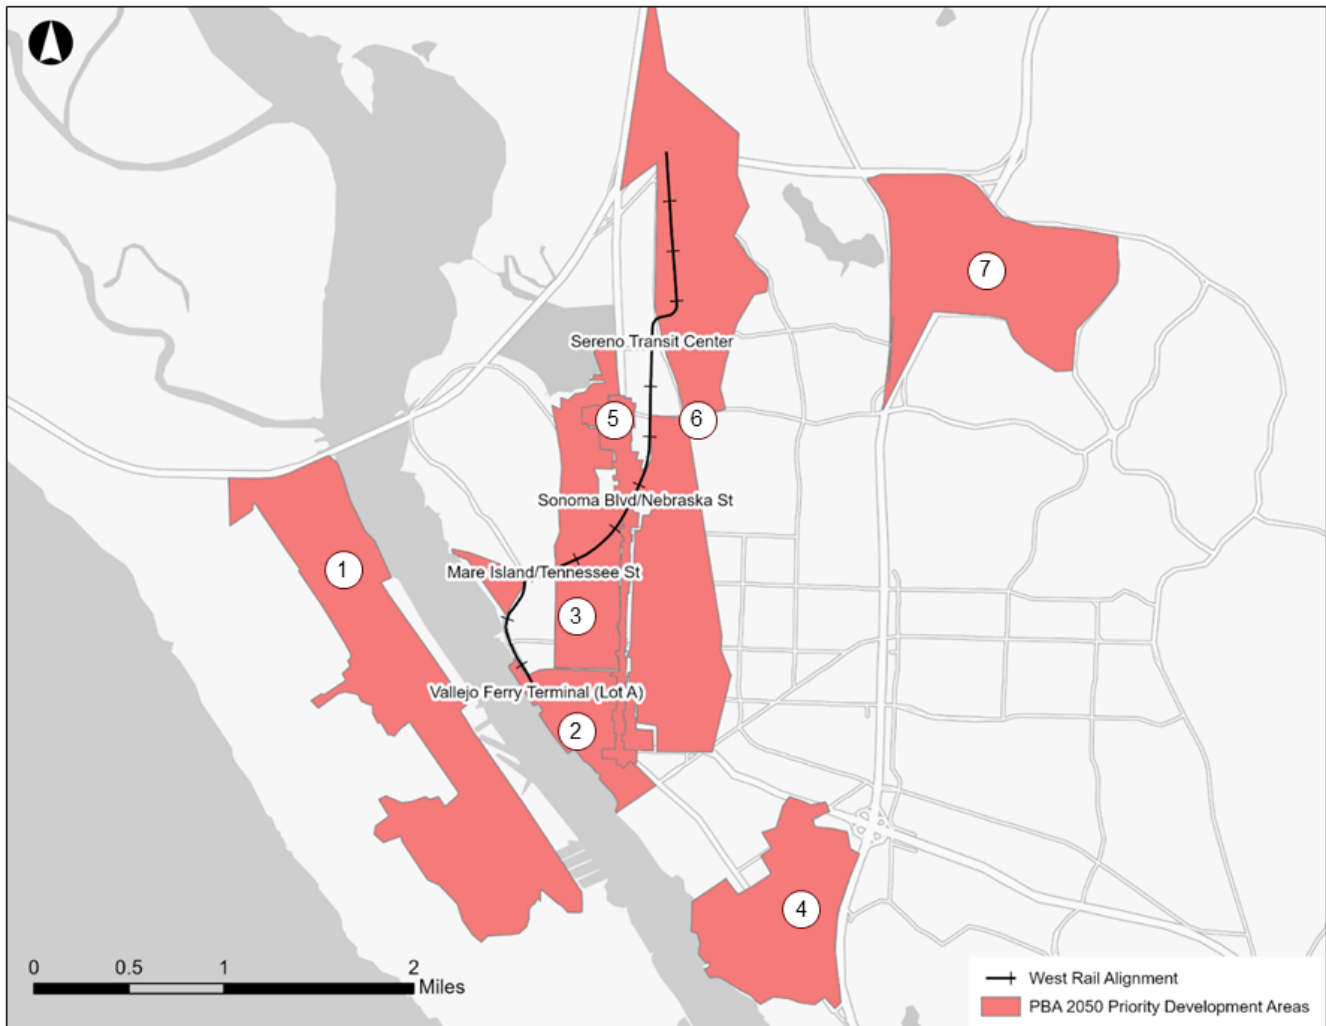 7
Sereno Transit Center
5
6
Sonoma Blvd/Nebraska St
1
Mare Island/Tennessee St
3
Vallejo Ferry Terminal (Lot A)
2
4
0 0.5 1 2
Miles
West Rail Alignment
PBA 2050 Priority Development Areas